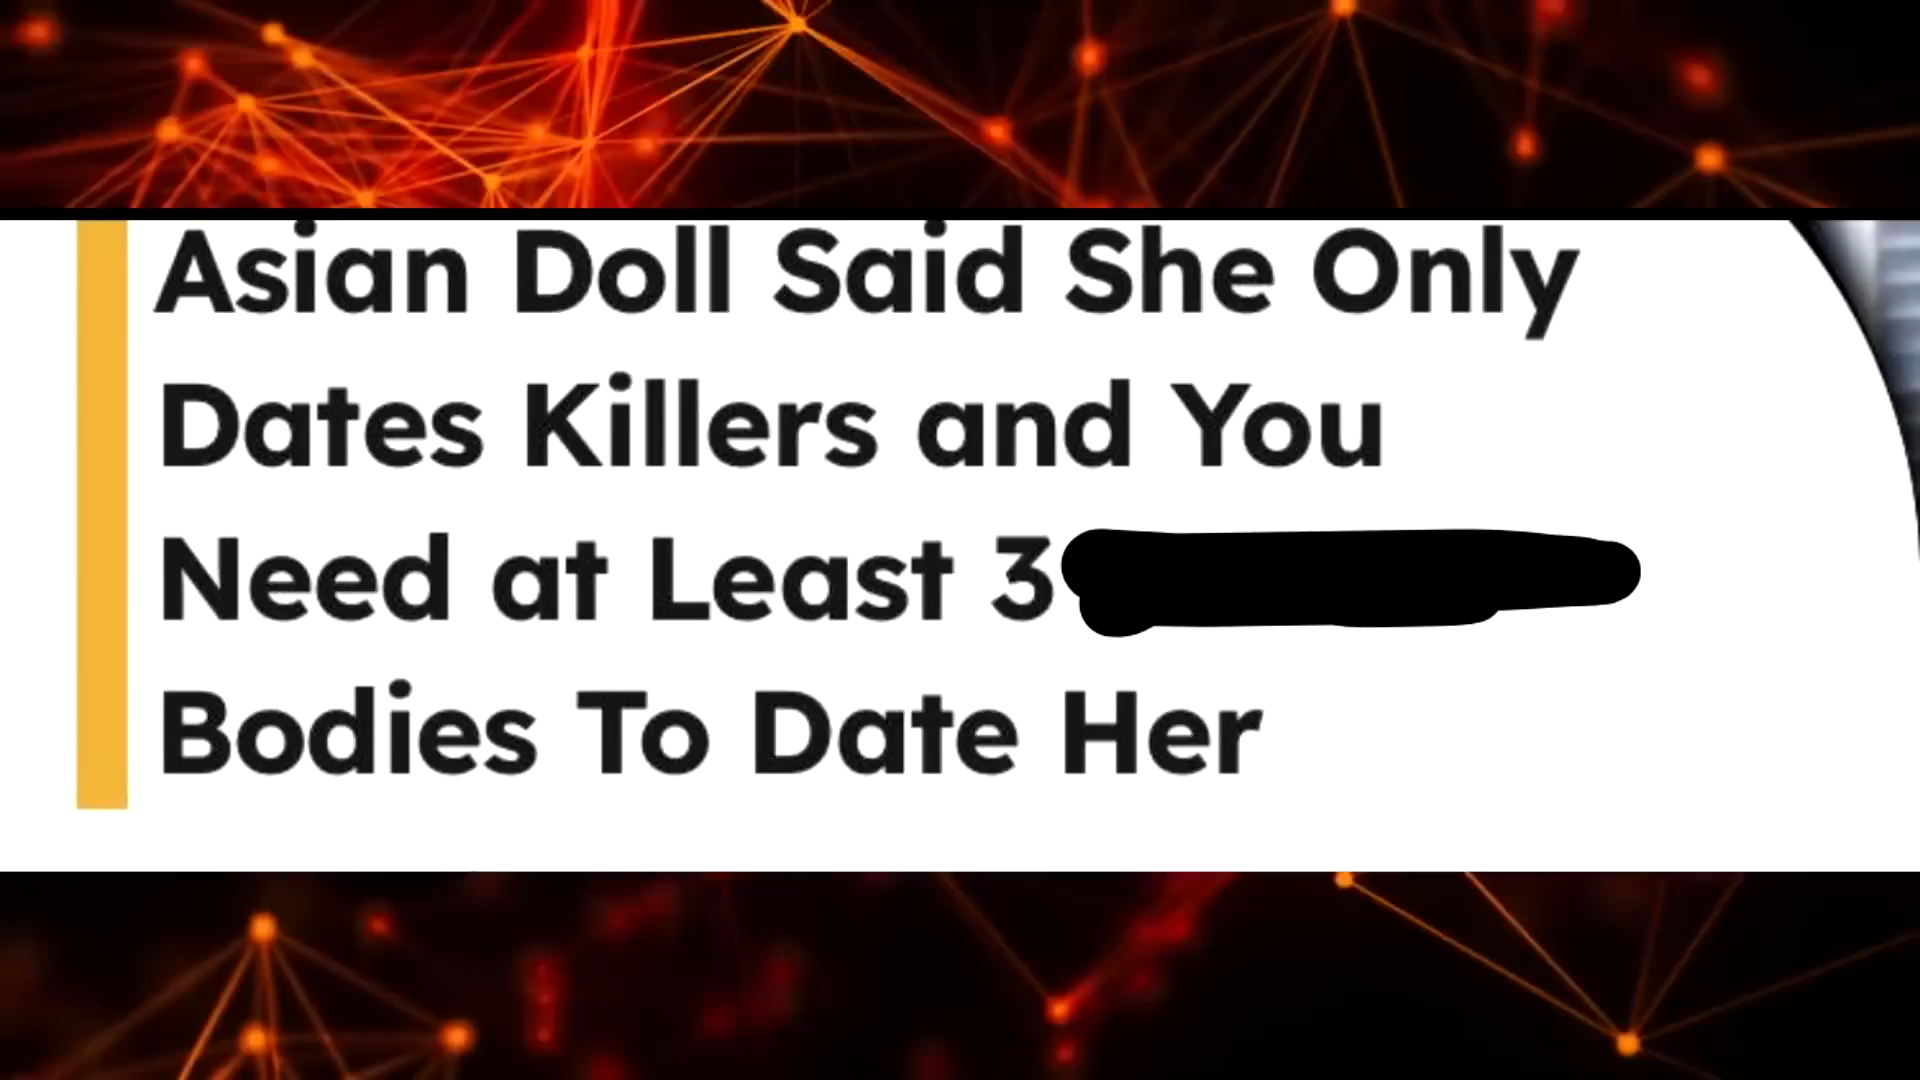 Asian Doll Said She Only
Dates Killers and You
Need at Least 3
Bodies To Date Her